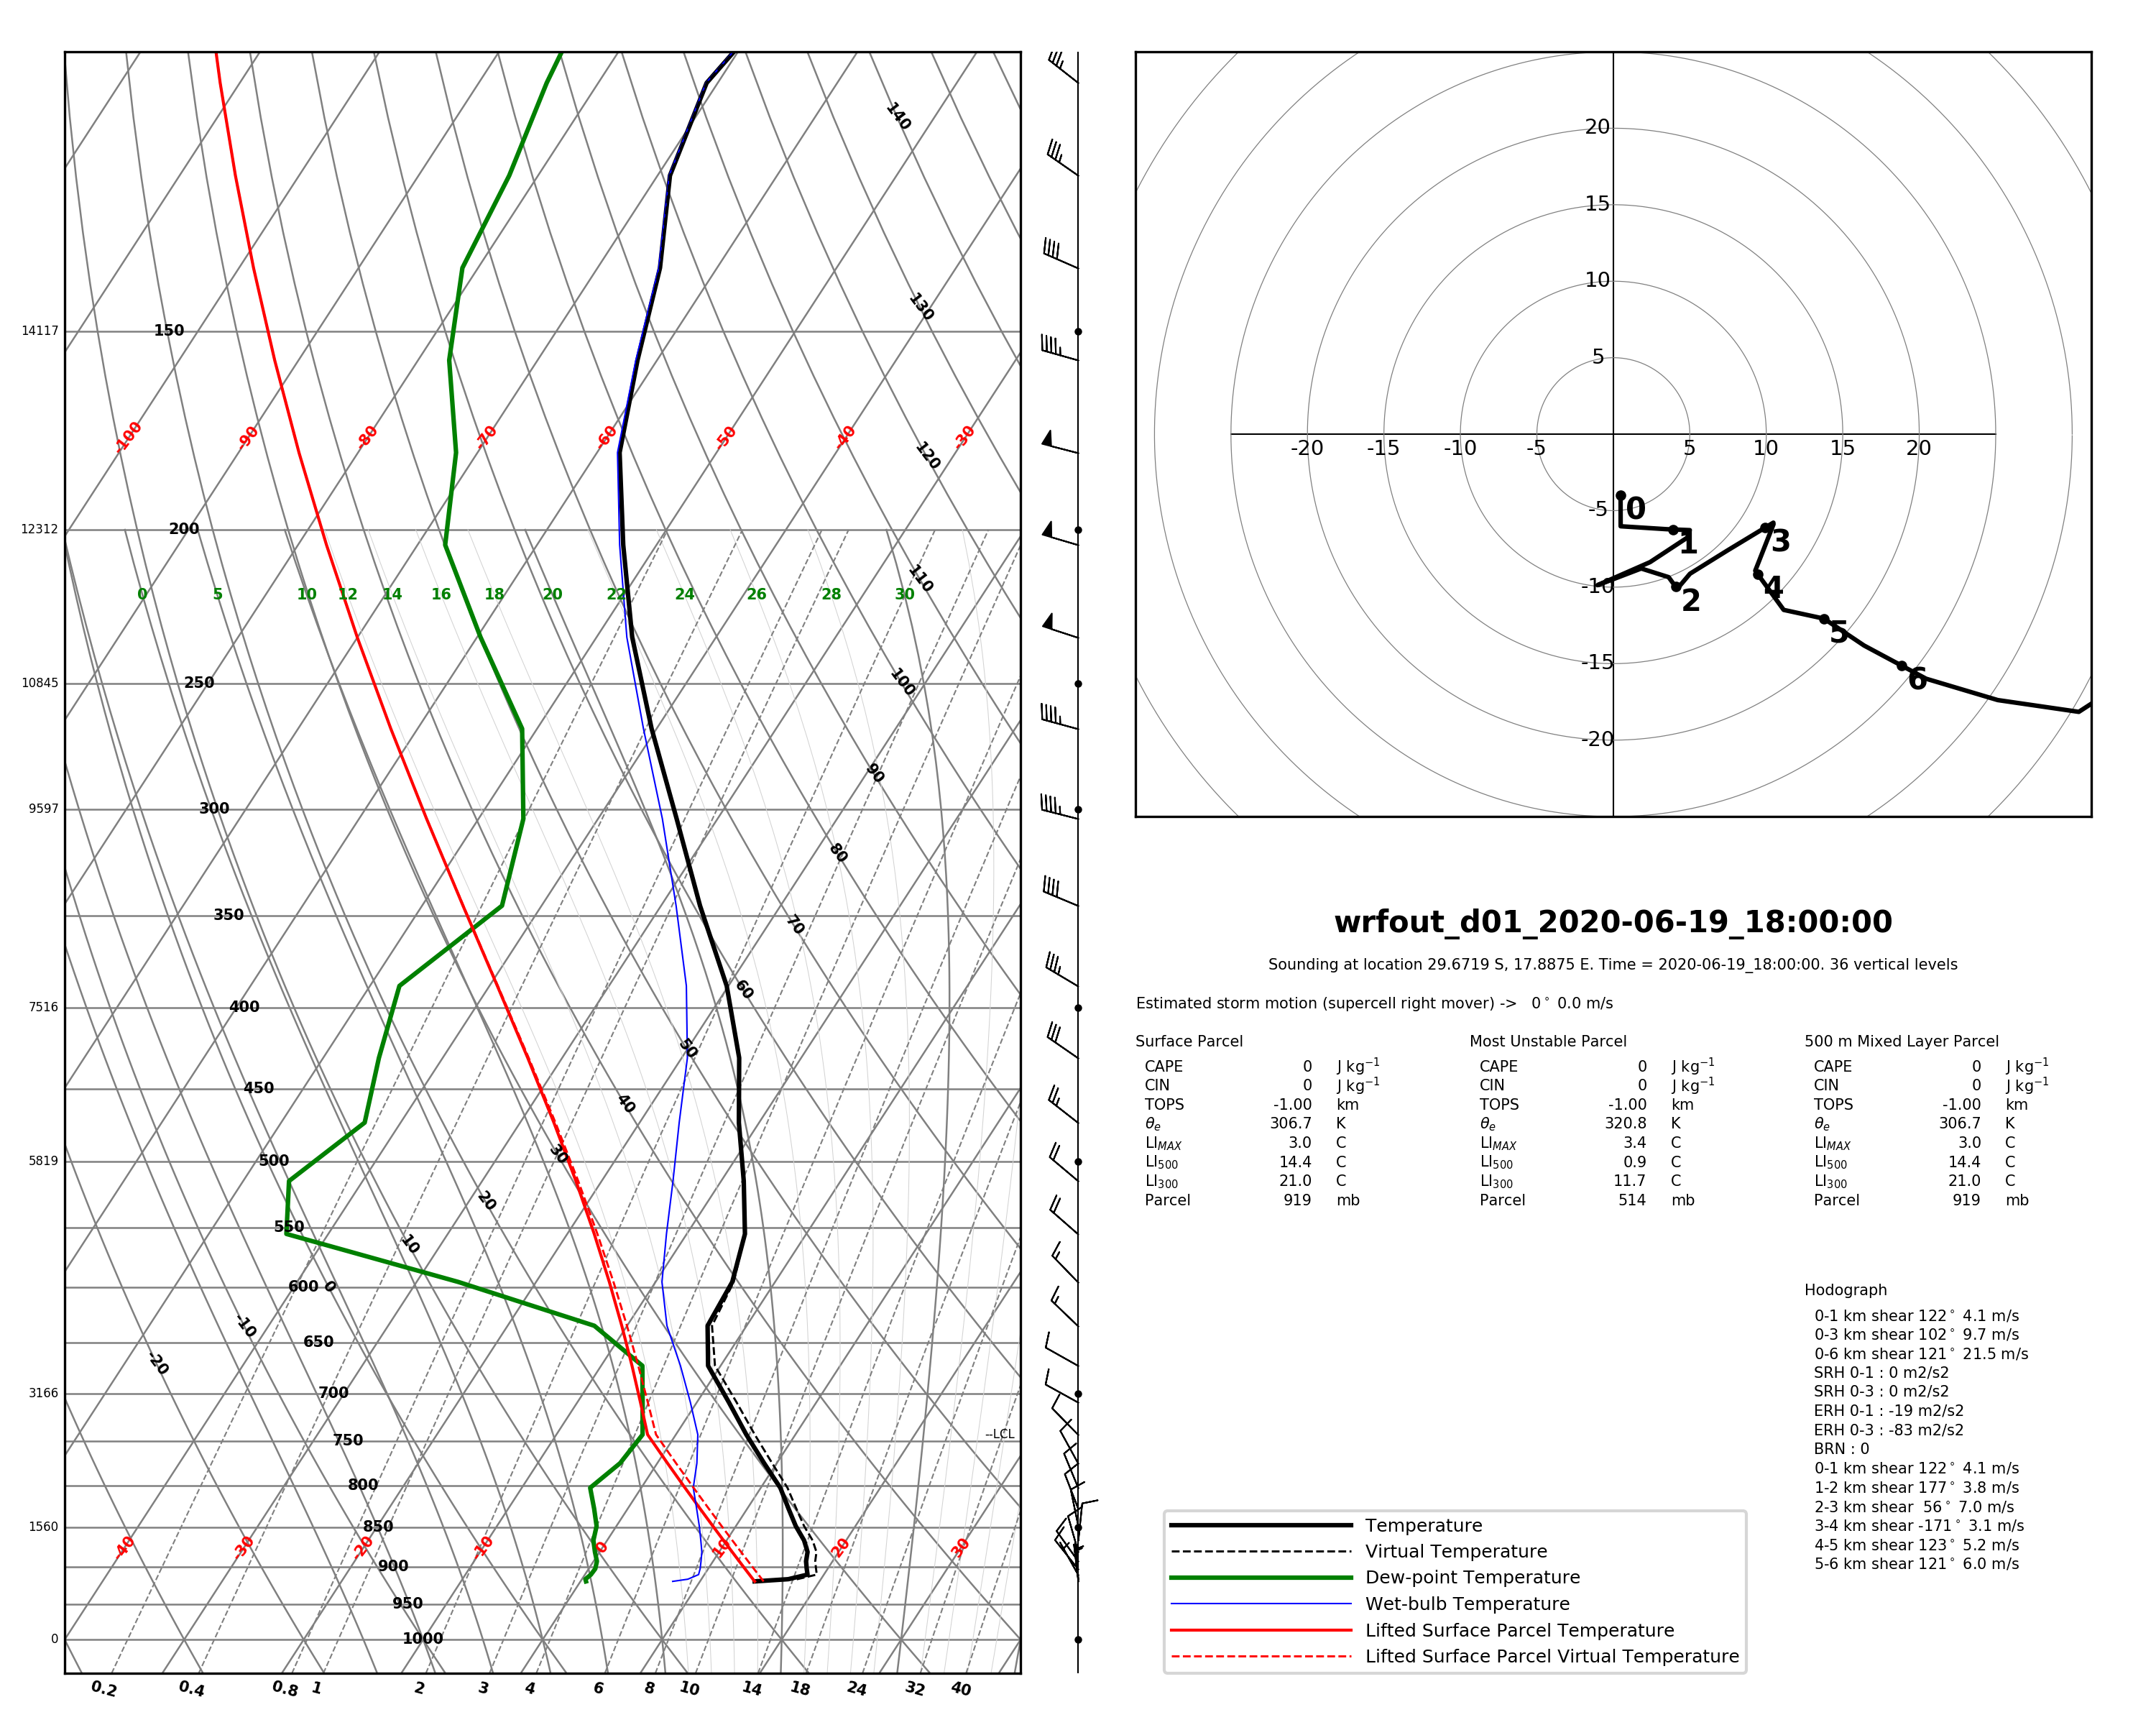 140
130
14117 150
-100 -90 -80 -70 -60 -50 -40 -30
120
12312 200
110
0 5 10 12 14 16 18 20 22 24 26 28 30
10845 250
100
90
9597 300
80
350
70
7516 400
60
50
450
40
5819 500
30
20
550
10
600 0
-10
650
-20
3166 700
750 --LCL
800
1560 850
-40 -30 -20 -10 0 10 20 30
900
950
0 1000
0.2 0.4 0.8 1 2 3 4 6 8 10 14 18 24 32 40
20
15
10
5
-20 -15 -10 -5 5 10 15 20
-5
-10
-15
-20
0
1
2
3
4
5
6
wrfout_d01_2020-06-19_18:00:00
Sounding at location 29.6719 S, 17.8875 E. Time = 2020-06-19_18:00:00. 36 vertical levels
Estimated storm motion (supercell right mover) -> 0° 0.0 m/s
Surface Parcel
CAPE 0 J kg⁻¹
CIN 0 J kg⁻¹
TOPS -1.00 km
θₑ 306.7 K
LI_MAX 3.0 C
LI₅₀₀ 14.4 C
LI₃₀₀ 21.0 C
Parcel 919 mb
Most Unstable Parcel
CAPE 0 J kg⁻¹
CIN 0 J kg⁻¹
TOPS -1.00 km
θₑ 320.8 K
LI_MAX 3.4 C
LI₅₀₀ 0.9 C
LI₃₀₀ 11.7 C
Parcel 514 mb
500 m Mixed Layer Parcel
CAPE 0 J kg⁻¹
CIN 0 J kg⁻¹
TOPS -1.00 km
θₑ 306.7 K
LI_MAX 3.0 C
LI₅₀₀ 14.4 C
LI₃₀₀ 21.0 C
Parcel 919 mb
Hodograph
0-1 km shear 122° 4.1 m/s
0-3 km shear 102° 9.7 m/s
0-6 km shear 121° 21.5 m/s
SRH 0-1 : 0 m2/s2
SRH 0-3 : 0 m2/s2
ERH 0-1 : -19 m2/s2
ERH 0-3 : -83 m2/s2
BRN : 0
0-1 km shear 122° 4.1 m/s
1-2 km shear 177° 3.8 m/s
2-3 km shear 56° 7.0 m/s
3-4 km shear -171° 3.1 m/s
4-5 km shear 123° 5.2 m/s
5-6 km shear 121° 6.0 m/s
Temperature
Virtual Temperature
Dew-point Temperature
Wet-bulb Temperature
Lifted Surface Parcel Temperature
Lifted Surface Parcel Virtual Temperature